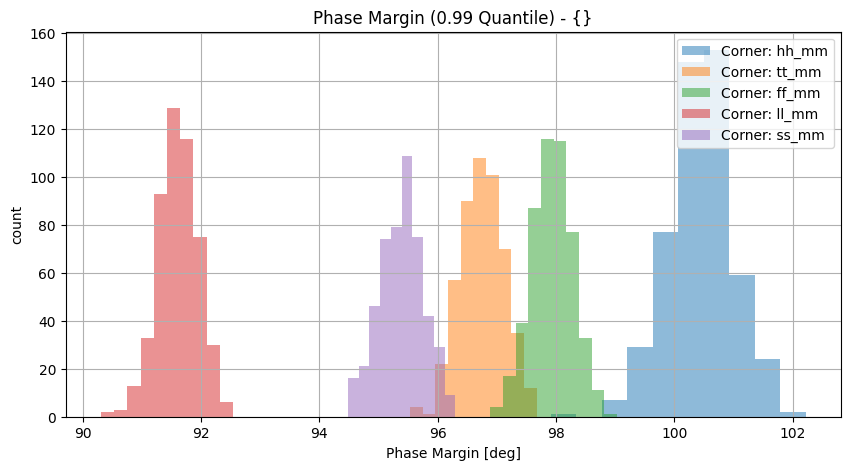 Phase Margin (0.99 Quantile) - {}
160
140
120
100
80
60
40
20
0
count
Corner: hh_mm
Corner: tt_mm
Corner: ff_mm
Corner: ll_mm
Corner: ss_mm
90 92 94 96 98 100 102
Phase Margin [deg]